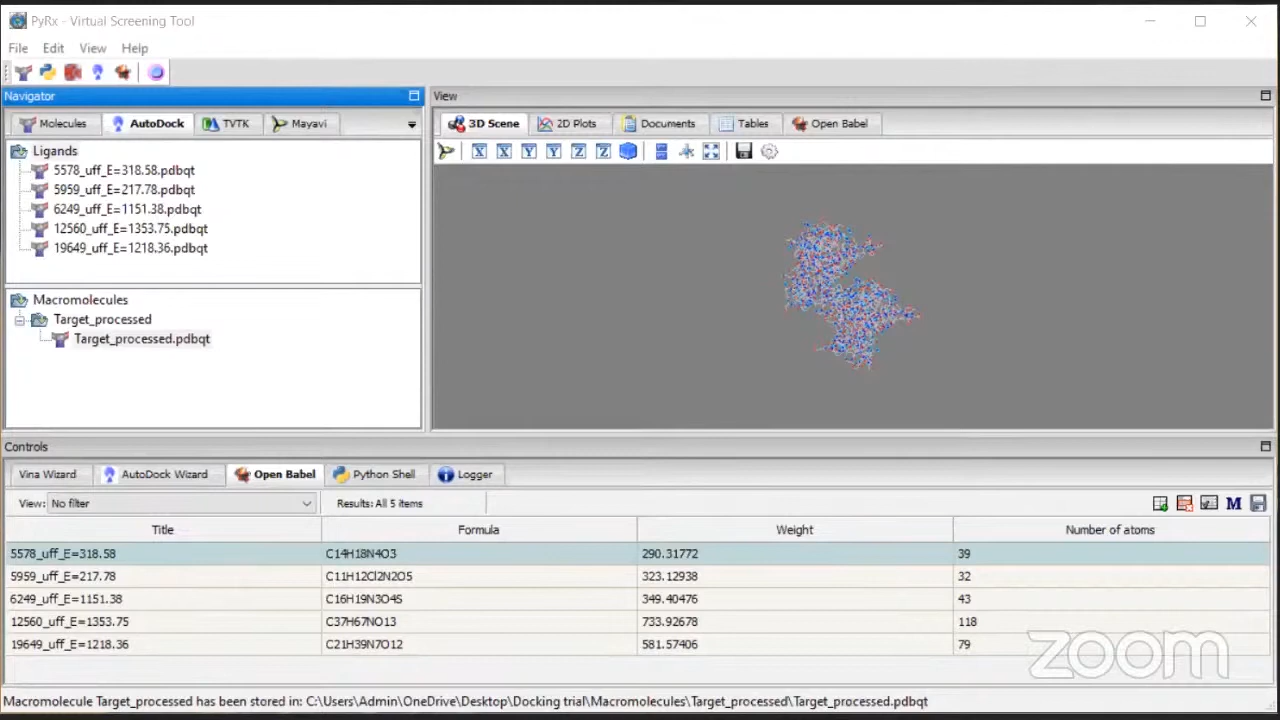 PyRx - Virtual Screening Tool
File Edit View Help
Navigator
View
Molecules AutoDock TVTK Mayavi
3D Scene 2D Plots Documents Tables Open Babel
X X Y Y Z Z
Ligands
5578_uff_E=318.58.pdbqt
5959_uff_E=217.78.pdbqt
6249_uff_E=1151.38.pdbqt
12560_uff_E=1353.75.pdbqt
19649_uff_E=1218.36.pdbqt
Macromolecules
Target_processed
Target_processed.pdbqt
Controls
Vina Wizard AutoDock Wizard Open Babel Python Shell Logger
View: No filter Results: All 5 items M
Title Formula Weight Number of atoms
5578_uff_E=318.58 C14H18N4O3 290.31772 39
5959_uff_E=217.78 C11H12Cl2N2O5 323.12938 32
6249_uff_E=1151.38 C16H19N3O4S 349.40476 43
12560_uff_E=1353.75 C37H67NO13 733.92678 118
19649_uff_E=1218.36 C21H39N7O12 581.57406 79
zoom
Macromolecule Target_processed has been stored in: C:\Users\Admin\OneDrive\Desktop\Docking trial\Macromolecules\Target_processed\Target_processed.pdbqt